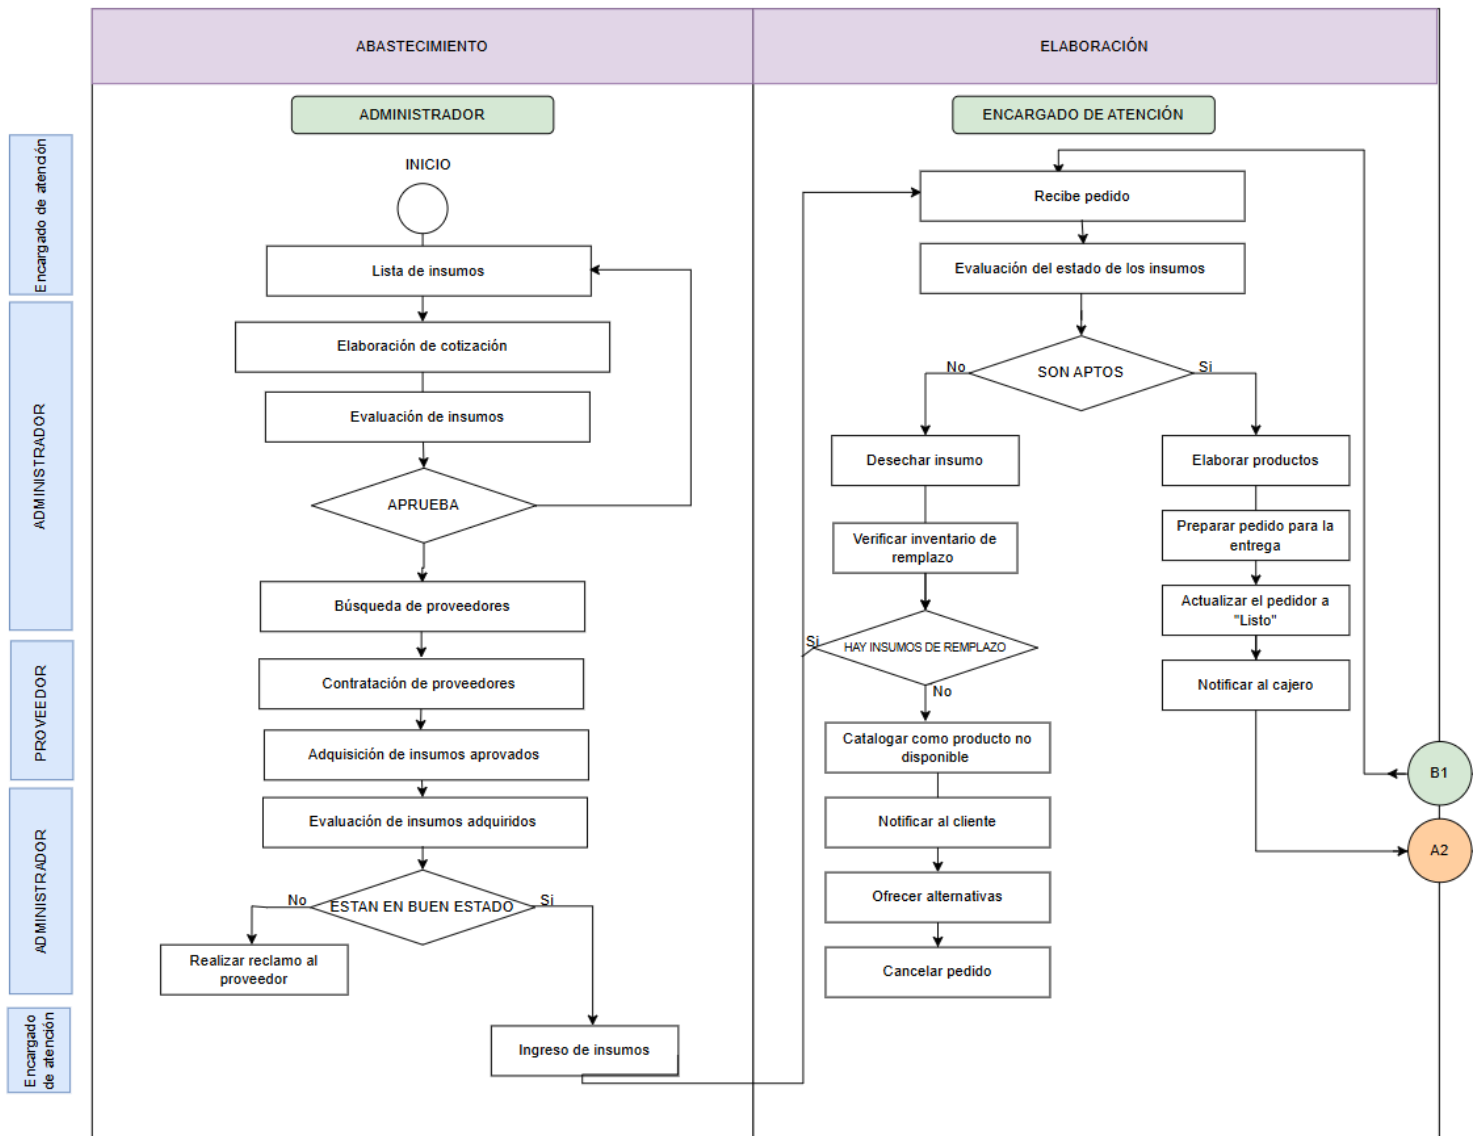 ABASTECIMIENTO
ELABORACIÓN
Encargado de atención
ADMINISTRADOR
PROVEEDOR
ADMINISTRADOR
Encargado
de atención
ADMINISTRADOR
INICIO
Lista de insumos
Elaboración de cotización
Evaluación de insumos
APRUEBA
Búsqueda de proveedores
Contratación de proveedores
Adquisición de insumos aprovados
Evaluación de insumos adquiridos
No
ESTAN EN BUEN ESTADO
Si
Realizar reclamo al
proveedor
Ingreso de insumos
ENCARGADO DE ATENCIÓN
Recibe pedido
Evaluación del estado de los insumos
No
SON APTOS
Si
Desechar insumo
Verificar inventario de
remplazo
Si
HAY INSUMOS DE REMPLAZO
No
Catalogar como producto no
disponible
Notificar al cliente
Ofrecer alternativas
Cancelar pedido
Elaborar productos
Preparar pedido para la
entrega
Actualizar el pedidor a
"Listo"
Notificar al cajero
B1
A2